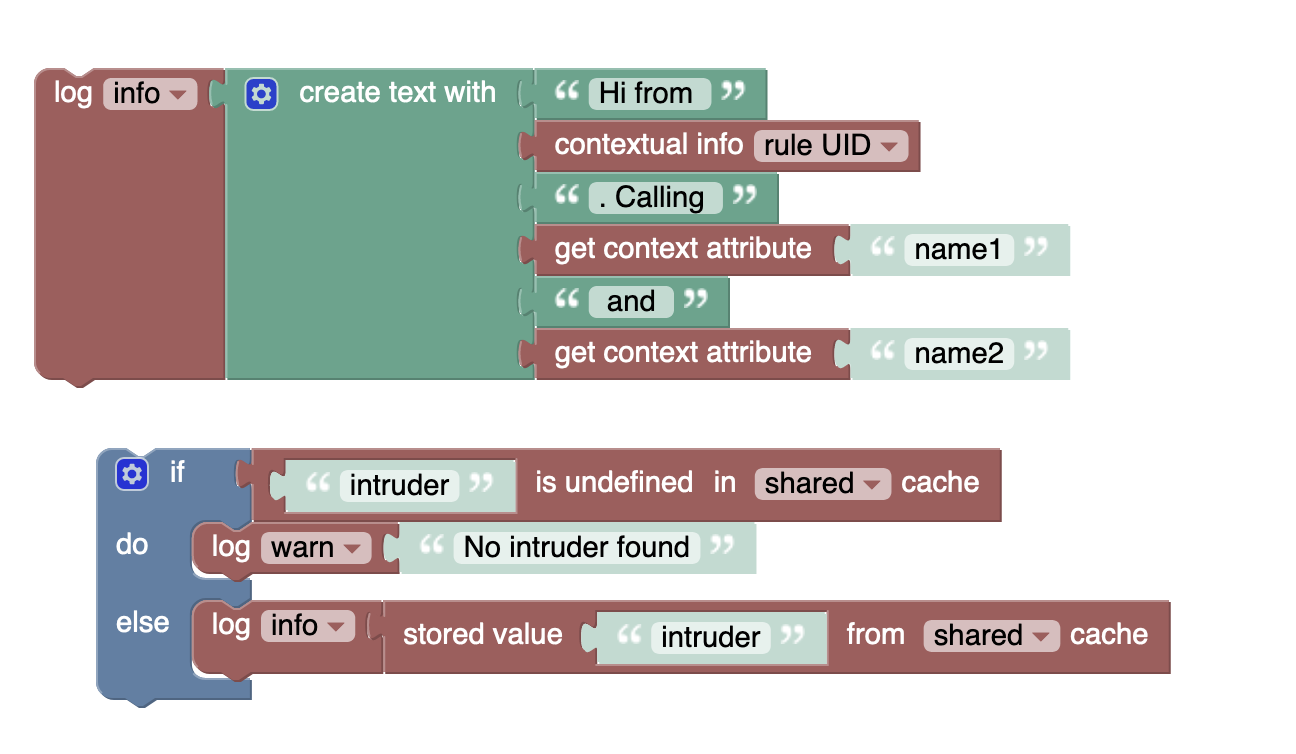 log info create text with “ Hi from ”
contextual info rule UID
“ . Calling ”
get context attribute “ name1 ”
“ and ”
get context attribute “ name2 ”
if “ intruder ” is undefined in shared cache
do log warn “ No intruder found ”
else log info stored value “ intruder ” from shared cache